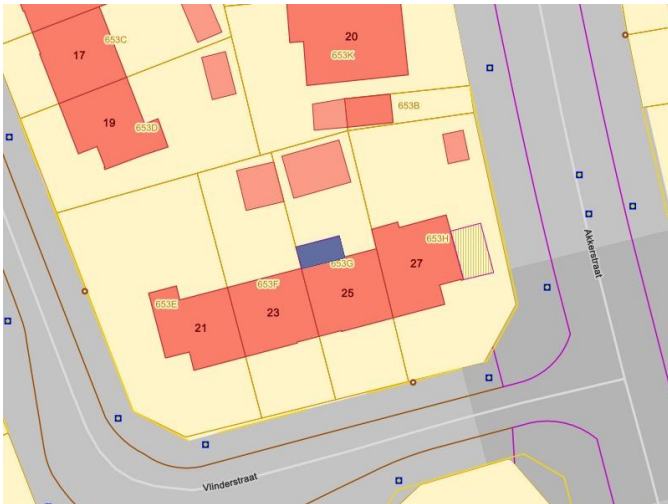 20
653C
17
653K
653B
19
653D
Akkerstraat
653H
27
653G
653F
653E
25
23
21
Vlinderstraat